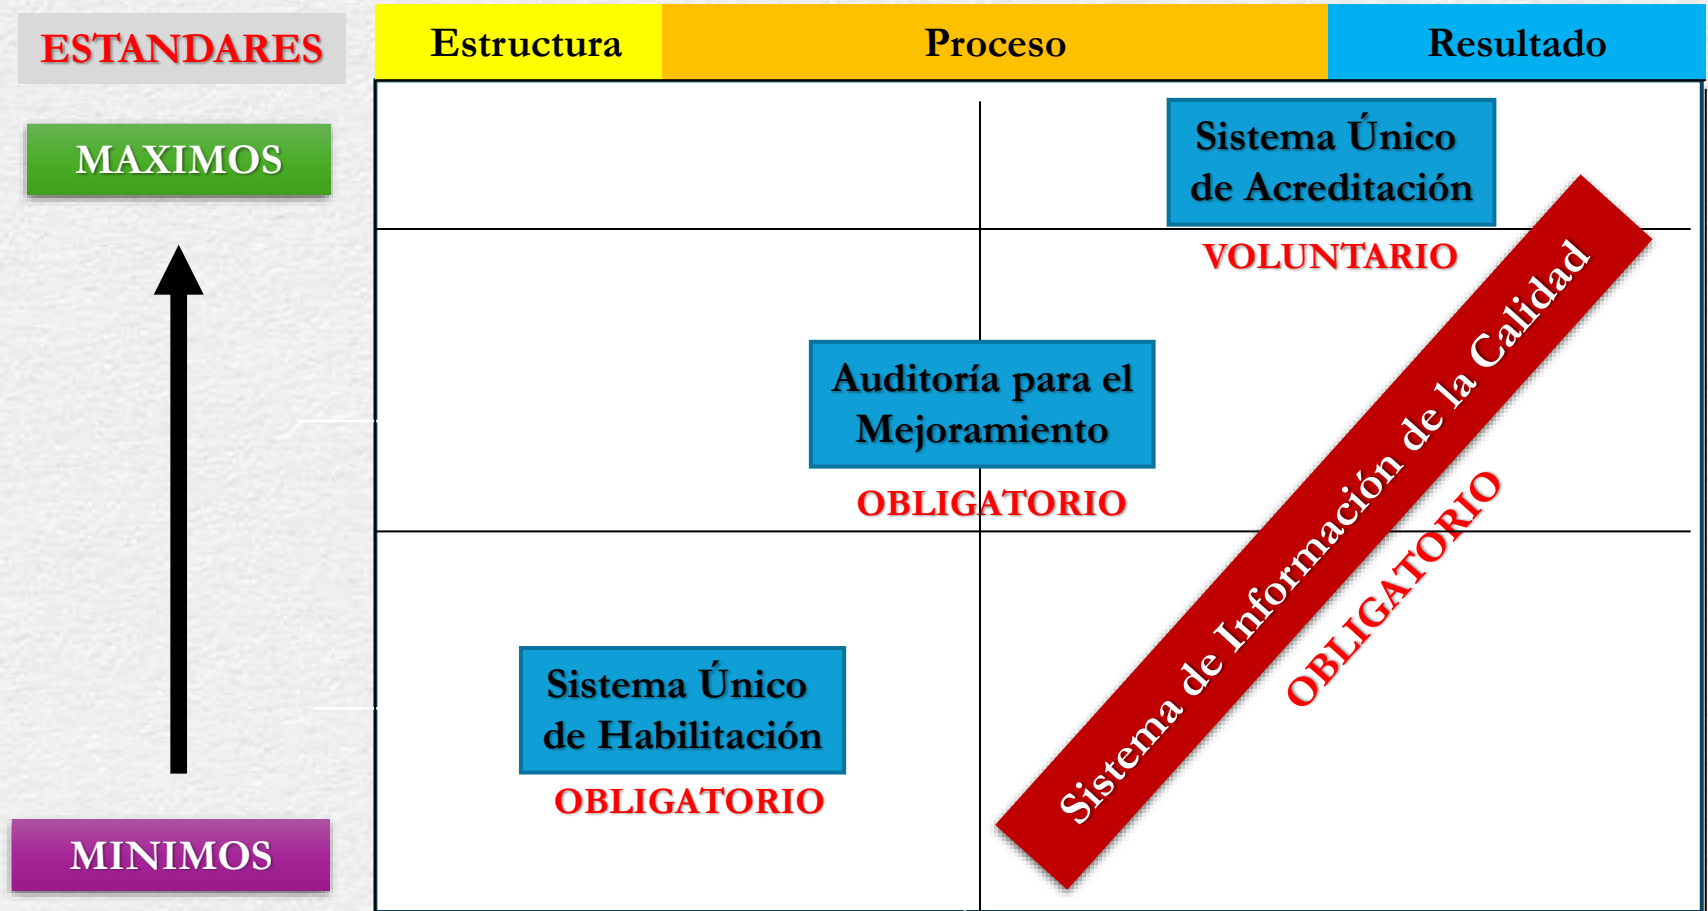 ESTANDARES
Estructura
Proceso
Resultado
MAXIMOS
Sistema Único
de Acreditación
VOLUNTARIO
Auditoría para el
Mejoramiento
OBLIGATORIO
Sistema de Información de la Calidad
OBLIGATORIO
Sistema Único
de Habilitación
OBLIGATORIO
MINIMOS